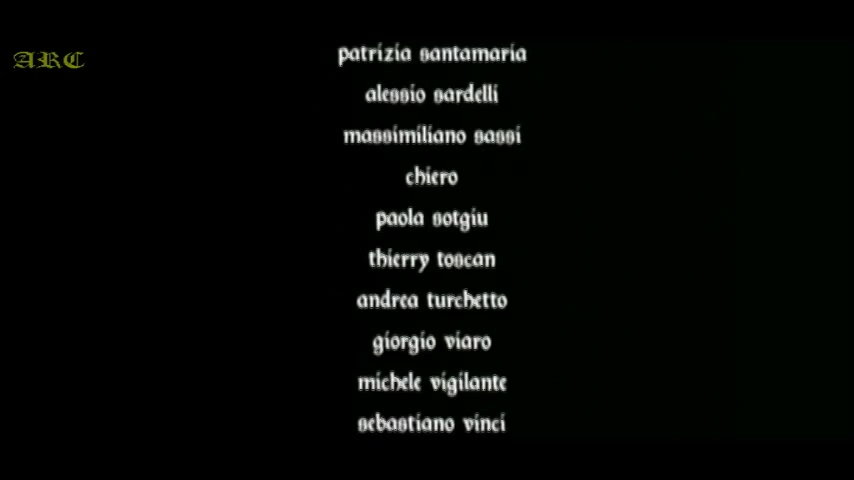 ARC
patrizia santamaria
alessio sardelli
massimiliano sassi
chiero
paola sotgiu
thierry toscan
andrea turchetto
giorgio viaro
michele vigilante
sebastiano vinci